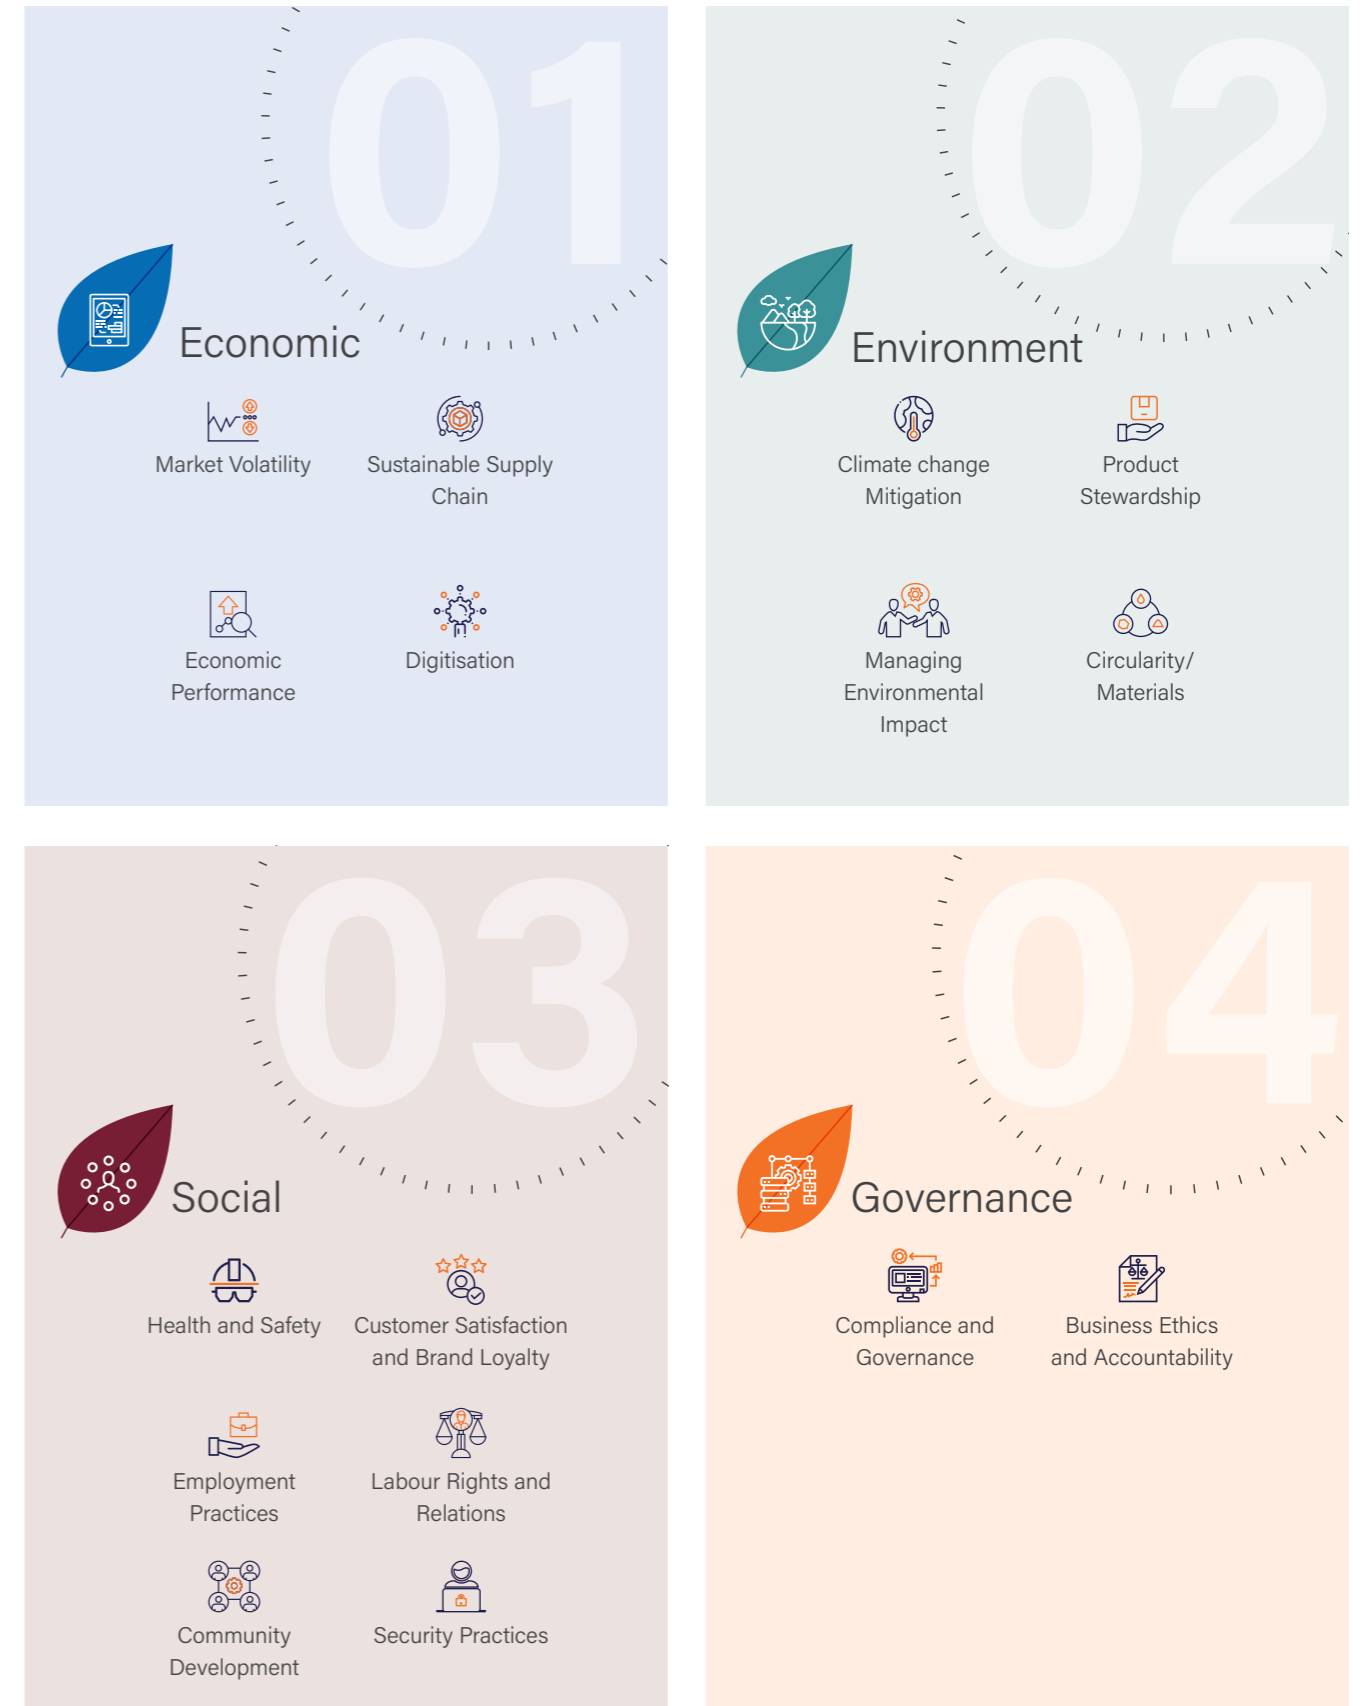 01
Economic
Market Volatility
Sustainable Supply
Chain
Economic
Performance
Digitisation
02
Environment
Climate change
Mitigation
Product
Stewardship
Managing
Environmental
Impact
Circularity/
Materials
03
Social
Health and Safety
Customer Satisfaction
and Brand Loyalty
Employment
Practices
Labour Rights and
Relations
Community
Development
Security Practices
04
Governance
Compliance and
Governance
Business Ethics
and Accountability